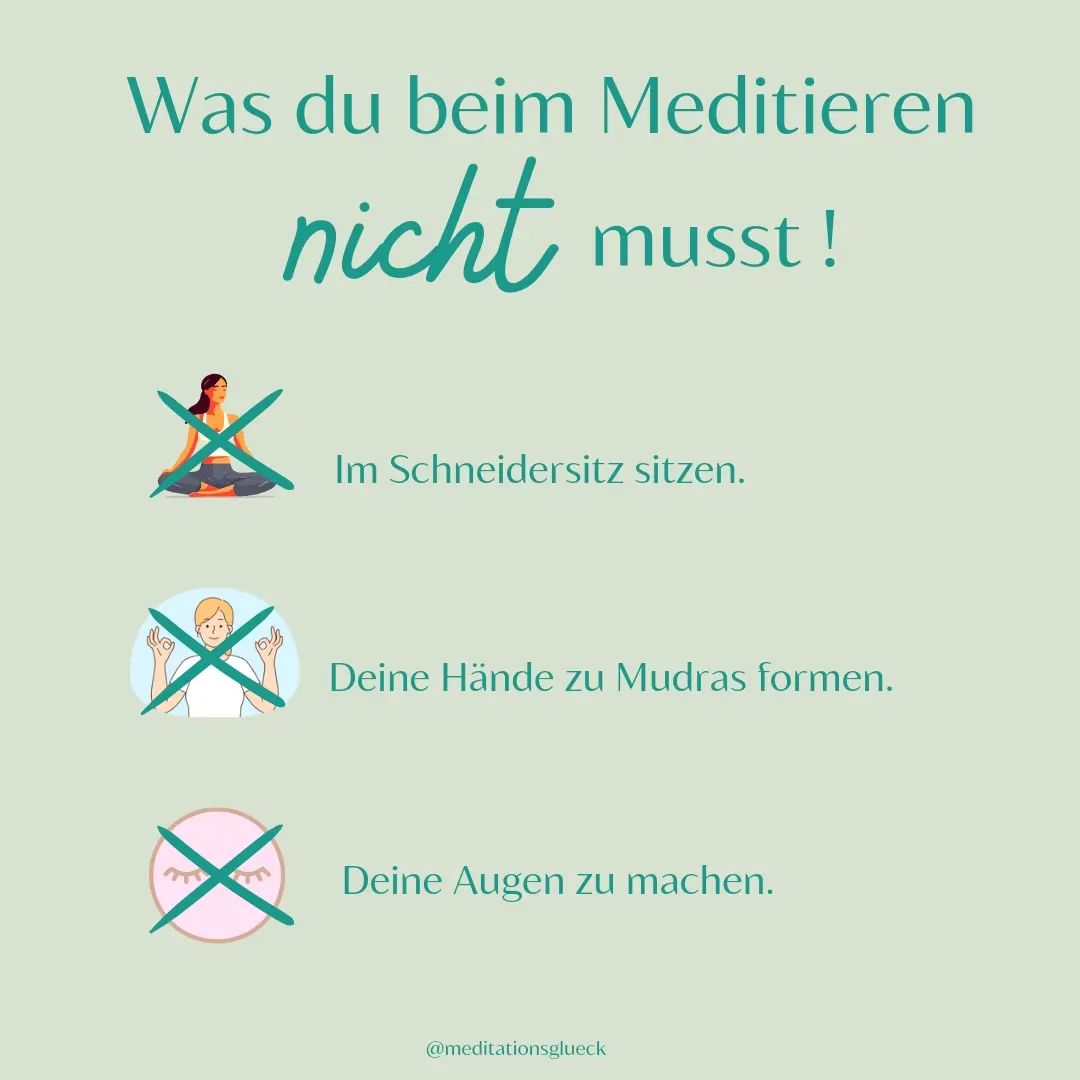 Was du beim Meditieren
nicht musst !
Im Schneidersitz sitzen.
Deine Hände zu Mudras formen.
Deine Augen zu machen.
@meditationsglueck